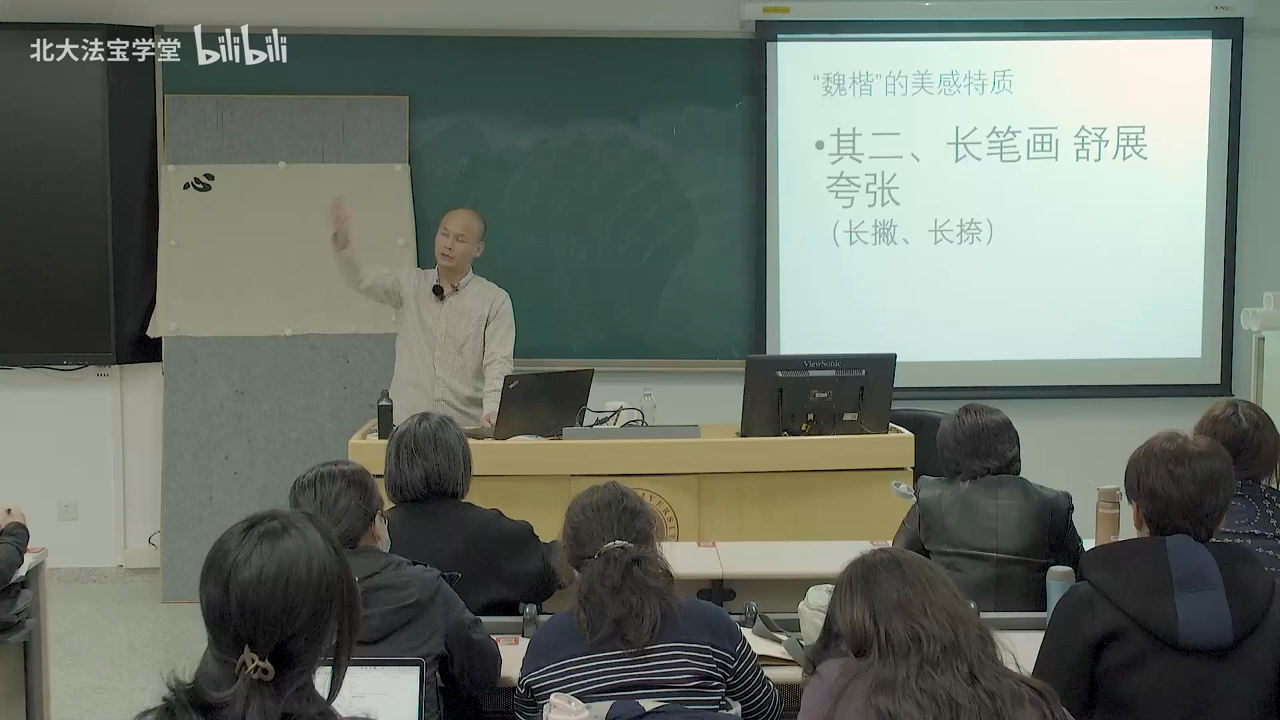 北大法宝学堂 bilibili
“魏楷”的美感特质
•其二、长笔画 舒展
夸张
（长撇、长捺）
心
ViewSonic
VERSI